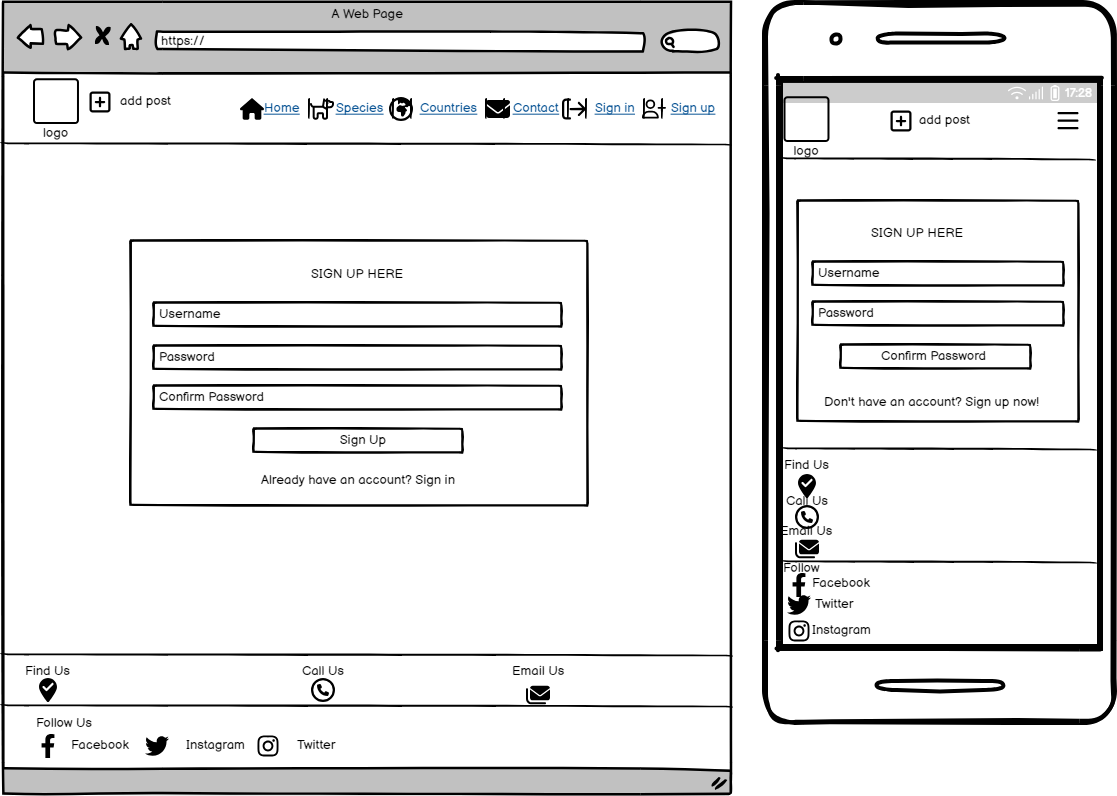 A Web Page
https://
add post
Home Species Countries Contact Sign in Sign up
logo
SIGN UP HERE
Username
Password
Confirm Password
Sign Up
Already have an account? Sign in
Find Us Call Us Email Us
Follow Us
Facebook Instagram Twitter
17:28
add post
logo
SIGN UP HERE
Username
Password
Confirm Password
Don't have an account? Sign up now!
Find Us
Call Us
Email Us
Follow
Facebook
Twitter
Instagram